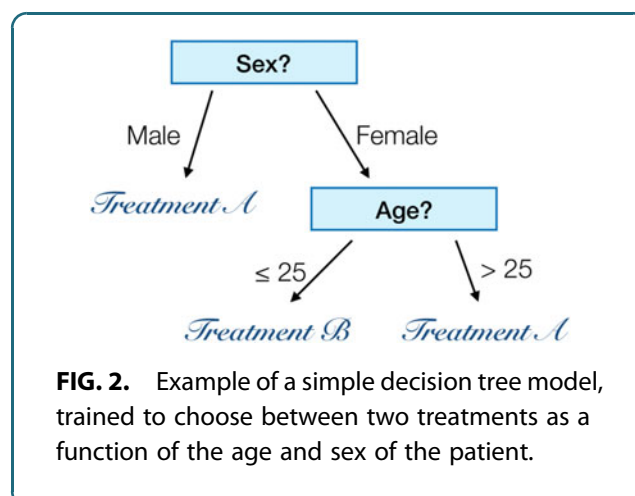 Sex?
Male
Female
Treatment A
Age?
≤ 25
> 25
Treatment B
Treatment A
FIG. 2. Example of a simple decision tree model,
trained to choose between two treatments as a
function of the age and sex of the patient.